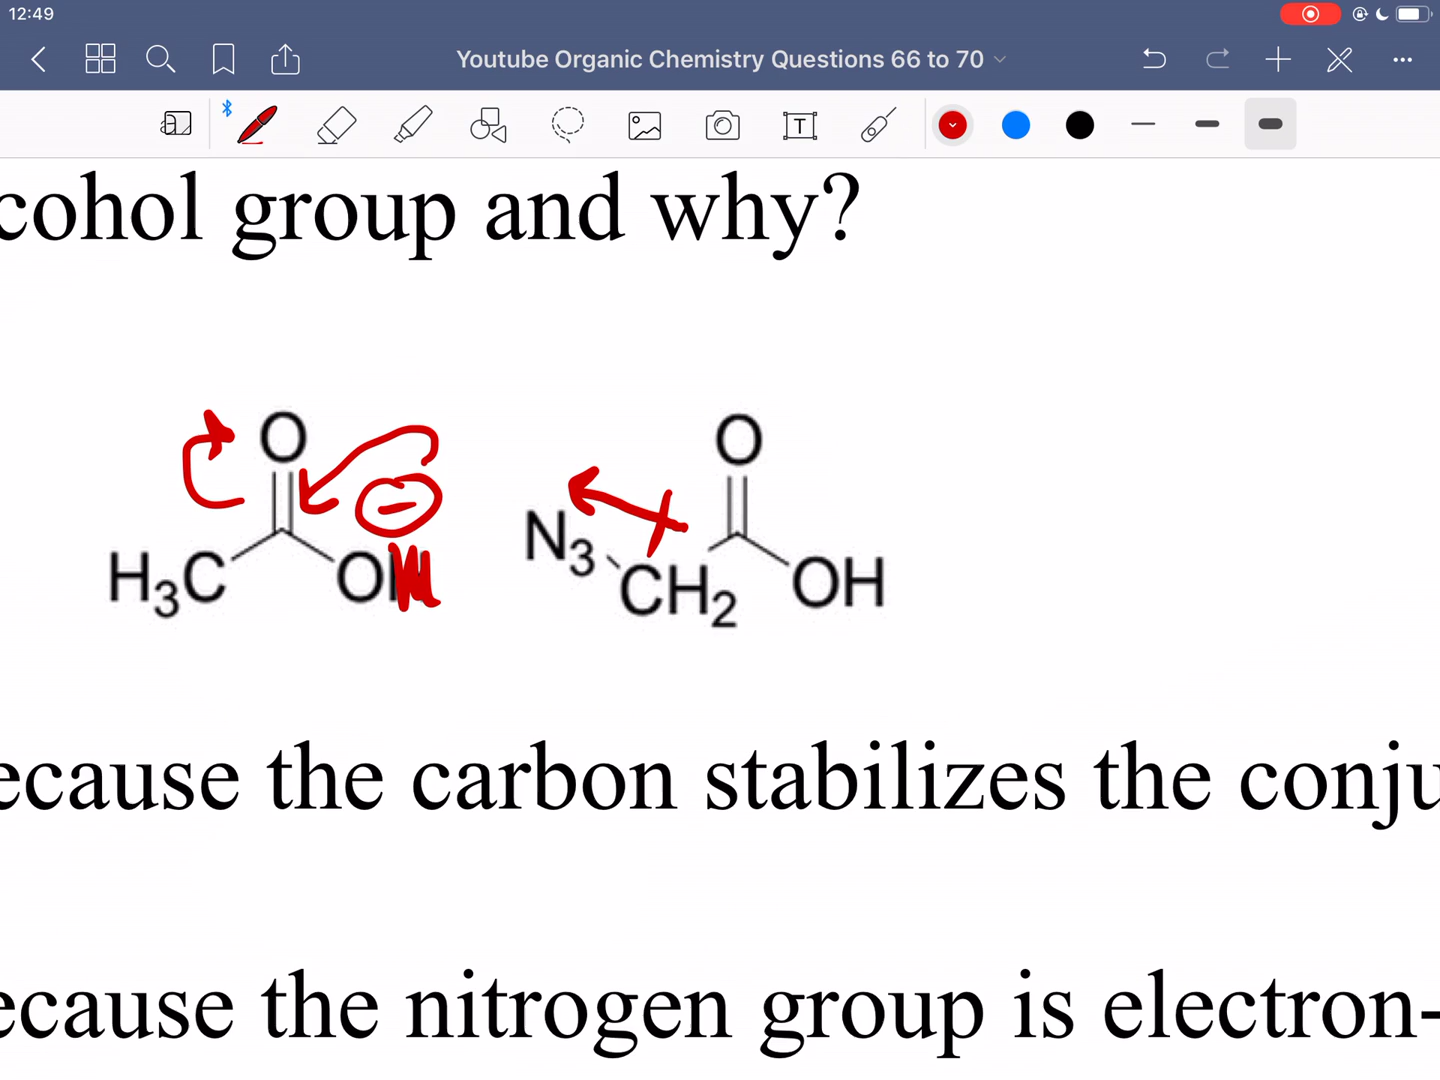 12:49
Youtube Organic Chemistry Questions 66 to 70
cohol group and why?
O
H₃C
O
O
N₃
CH₂
OH
ecause the carbon stabilizes the conju
ecause the nitrogen group is electron-